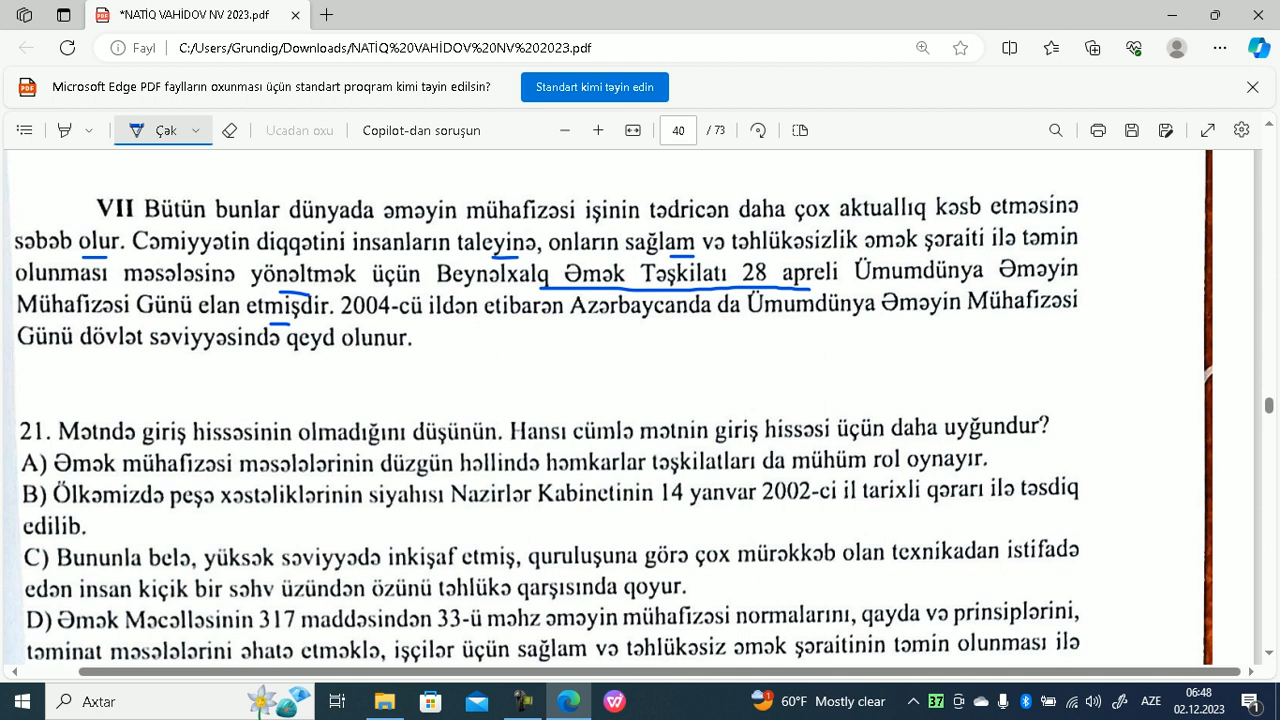 *NATİQ VAHİDOV NV 2023.pdf
Fayl
C:/Users/Grundig/Downloads/NATİQ%20VAHİDOV%20NV%202023.pdf
Microsoft Edge PDF faylların oxunması üçün standart proqram kimi təyin edilsin?
Standart kimi təyin edin
Çək
Ucadan oxu
Copilot-dan soruşun
40 / 73
VII Bütün bunlar dünyada əməyin mühafizəsi işinin tədricən daha çox aktuallıq kəsb etməsinə
səbəb olur. Cəmiyyətin diqqətini insanların taleyinə, onların sağlam və təhlükəsizlik əmək şəraiti ilə təmin
olunması məsələsinə yönəltmək üçün Beynəlxalq Əmək Təşkilatı 28 apreli Ümumdünya Əməyin
Mühafizəsi Günü elan etmişdir. 2004-cü ildən etibarən Azərbaycanda da Ümumdünya Əməyin Mühafizəsi
Günü dövlət səviyyəsində qeyd olunur.
21. Mətndə giriş hissəsinin olmadığını düşünün. Hansı cümlə mətnin giriş hissəsi üçün daha uyğundur?
A) Əmək mühafizəsi məsələlərinin düzgün həllində həmkarlar təşkilatları da mühüm rol oynayır.
B) Ölkəmizdə peşə xəstəliklərinin siyahısı Nazirlər Kabinetinin 14 yanvar 2002-ci il tarixli qərarı ilə təsdiq
edilib.
C) Bununla belə, yüksək səviyyədə inkişaf etmiş, quruluşuna görə çox mürəkkəb olan texnikadan istifadə
edən insan kiçik bir səhv üzündən özünü təhlükə qarşısında qoyur.
D) Əmək Məcəlləsinin 317 maddəsindən 33-ü məhz əməyin mühafizəsi normalarını, qayda və prinsiplərini,
təminat məsələlərini əhatə etməklə, işçilər üçün sağlam və təhlükəsiz əmək şəraitinin təmin olunması ilə
Axtar
60°F Mostly clear
37
AZE
06:48
02.12.2023
1